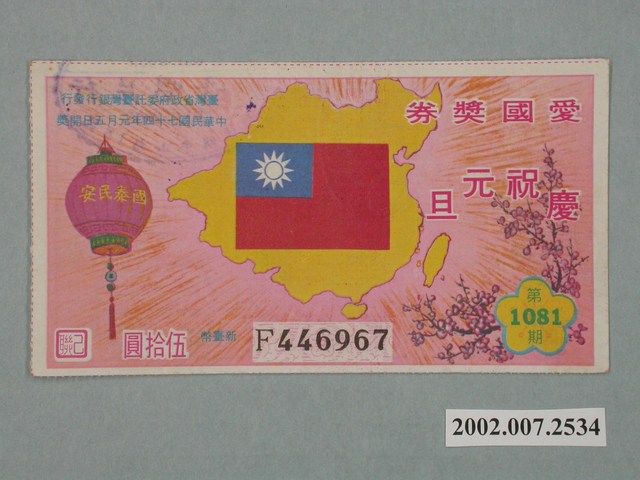 愛國獎券
慶祝元旦
臺灣省政府委託臺灣銀行發行
中華民國七十四年元月五日開獎
國泰民安
第
1081
期
聯己
新臺幣
伍拾圓
F446967
2002.007.2534